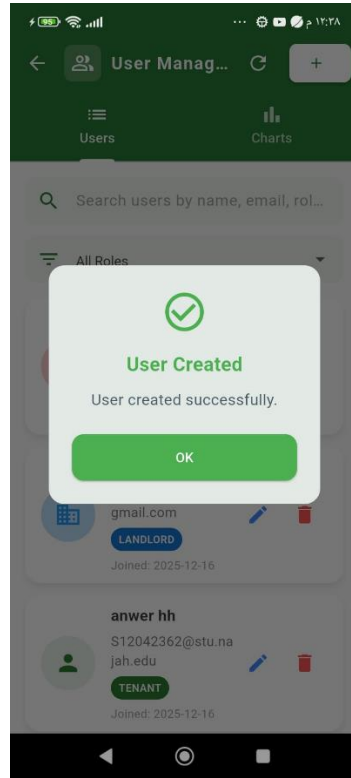 95
... م ١٢:٣٨
User Manag...
+
Users
Charts
Search users by name, email, rol...
All Roles
User Created
User created successfully.
OK
gmail.com
LANDLORD
Joined: 2025-12-16
anwer hh
S12042362@stu.na
jah.edu
TENANT
Joined: 2025-12-16